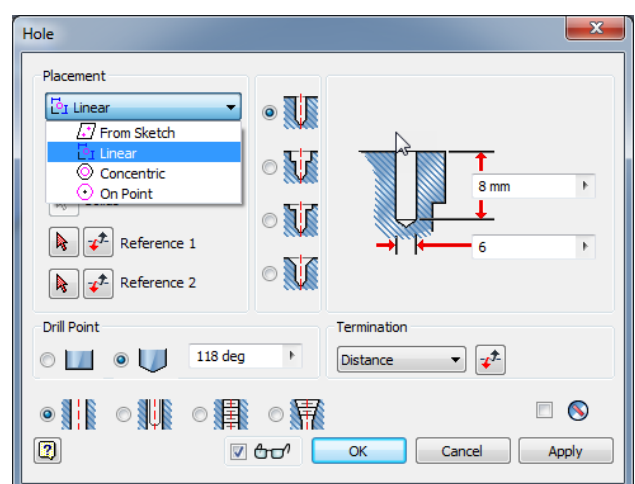 Hole
Placement
Linear
From Sketch
Linear
Concentric
On Point
Reference 1
Reference 2
8 mm
6
Drill Point
118 deg
Termination
Distance
OK
Cancel
Apply